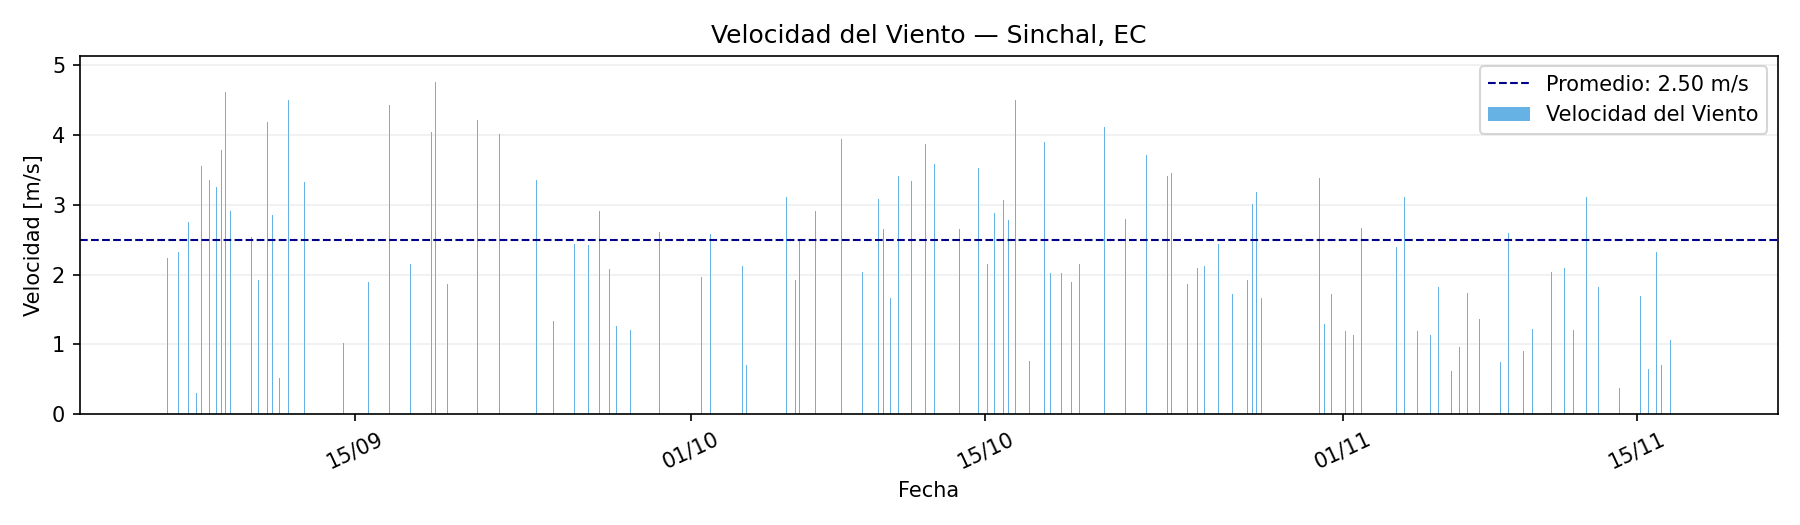 Velocidad del Viento — Sinchal, EC
Promedio: 2.50 m/s
Velocidad del Viento
Velocidad [m/s]
5
4
3
2
1
0
15/09
01/10
15/10
01/11
15/11
Fecha